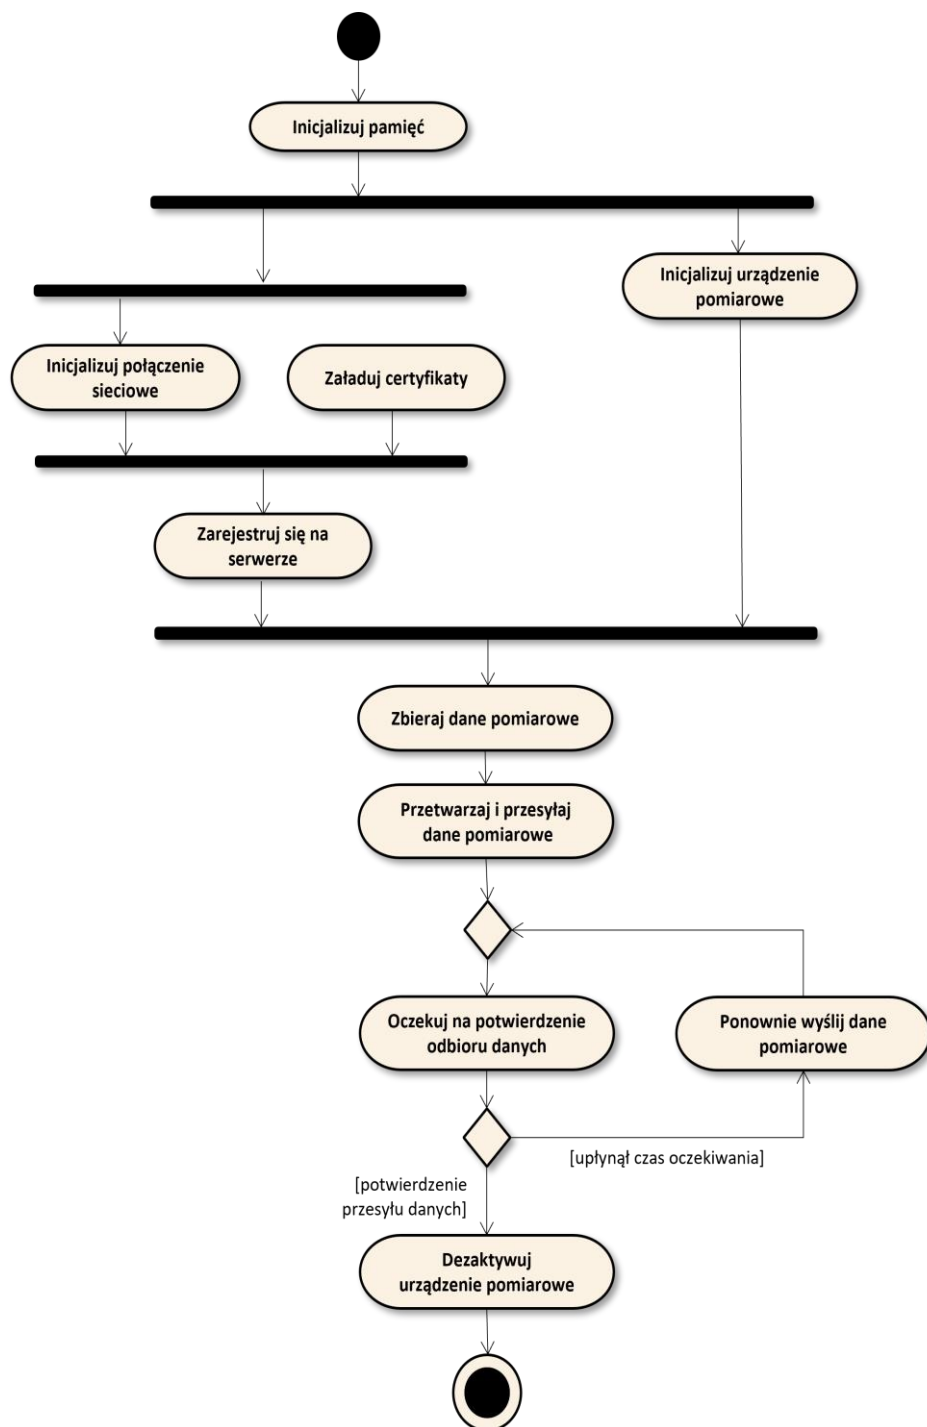 Inicjalizuj pamięć
Inicjalizuj urządzenie
pomiarowe
Inicjalizuj połączenie
sieciowe
Załaduj certyfikaty
Zarejestruj się na
serwerze
Zbieraj dane pomiarowe
Przetwarzaj i przesyłaj
dane pomiarowe
Oczekuj na potwierdzenie
odbioru danych
Ponownie wyślij dane
pomiarowe
[upłynął czas oczekiwania]
[potwierdzenie
przesyłu danych]
Dezaktywuj
urządzenie pomiarowe